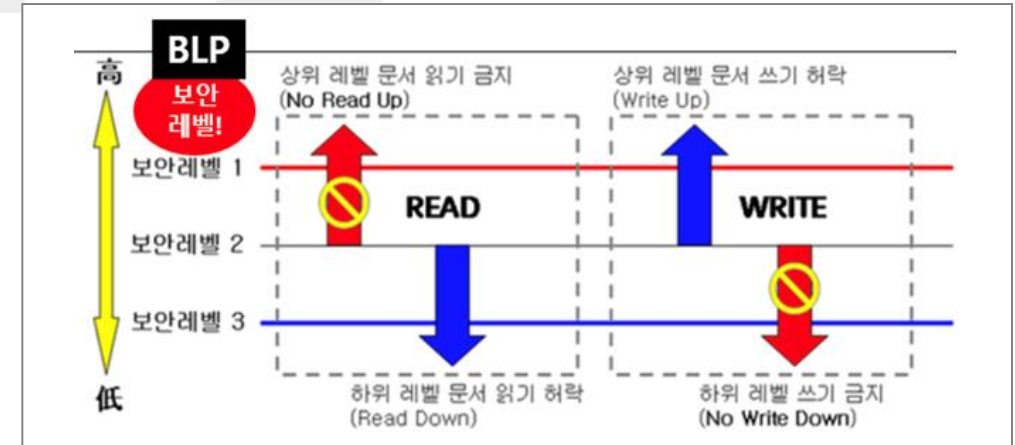 BLP
보안
레벨!
高
상위 레벨 문서 읽기 금지
(No Read Up)
상위 레벨 문서 쓰기 허락
(Write Up)
보안레벨 1
READ
WRITE
보안레벨 2
보안레벨 3
低
하위 레벨 문서 읽기 허락
(Read Down)
하위 레벨 쓰기 금지
(No Write Down)